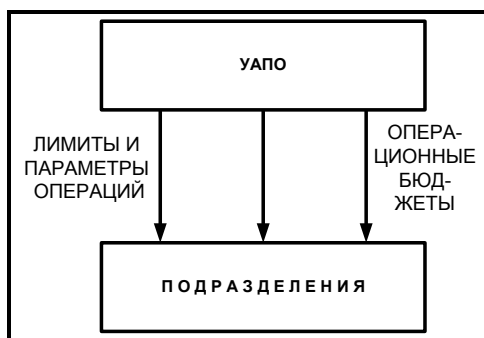 УАПО
ЛИМИТЫ И
ПАРАМЕТРЫ
ОПЕРАЦИЙ
ОПЕРА-
ЦИОННЫЕ
БЮД-
ЖЕТЫ
ПОДРАЗДЕЛЕНИЯ